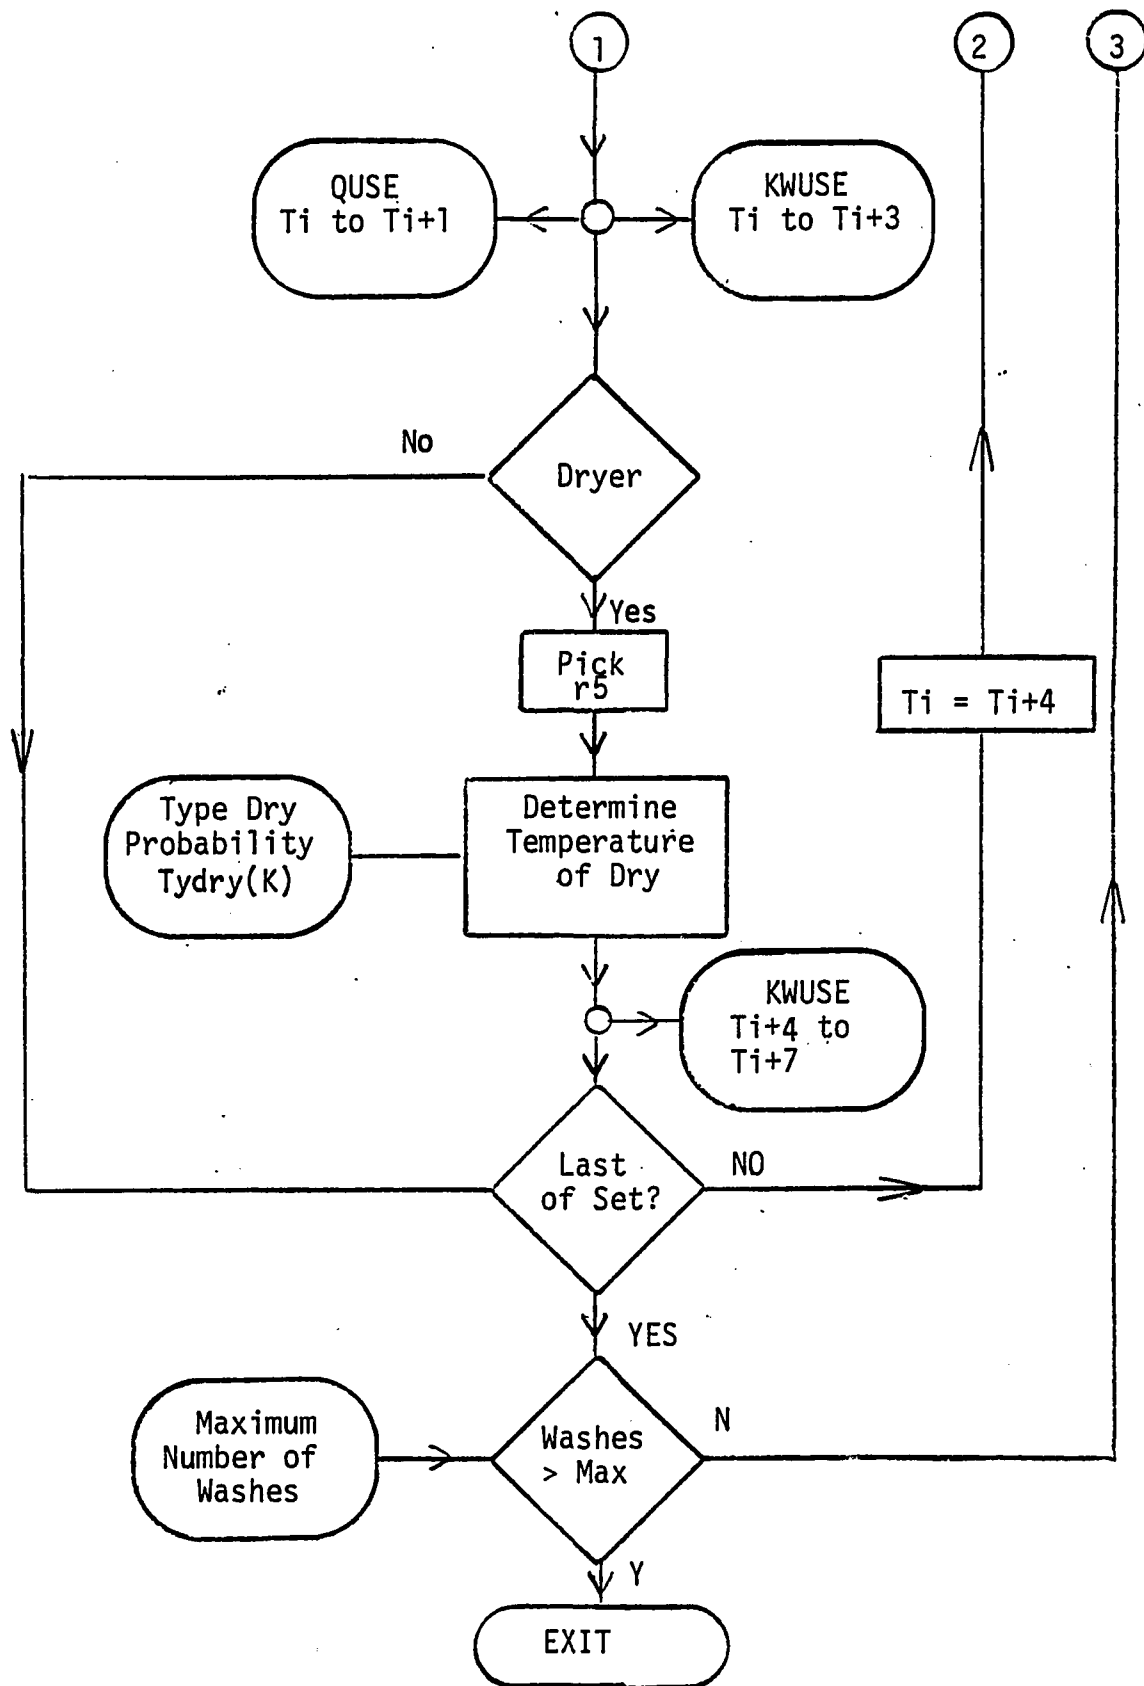 1
2
3
QUSE
Ti to Ti+1
KWUSE
Ti to Ti+3
No
Dryer
Yes
Pick
r5
Ti = Ti+4
Type Dry
Probability
Tydry(K)
Determine
Temperature
of Dry
KWUSE
Ti+4 to
Ti+7
Last
of Set?
NO
YES
Maximum
Number of
Washes
Washes
> Max
N
Y
EXIT